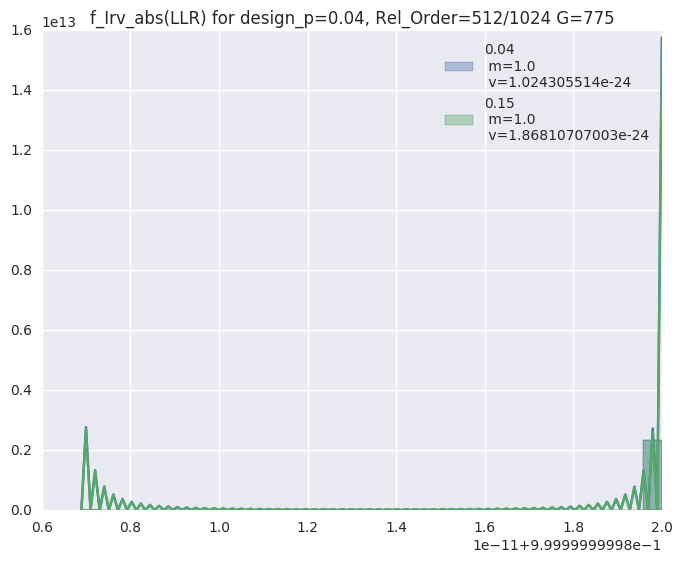 f_Irv_abs(LLR) for design_p=0.04, Rel_Order=512/1024 G=775
1e13
1.6
1.4
1.2
1.0
0.8
0.6
0.4
0.2
0.0
0.04
m=1.0
v=1.024305514e-24
0.15
m=1.0
v=1.86810707003e-24
0.6
0.8
1.0
1.2
1.4
1.6
1.8
2.0
1e-11+9.9999999998e-1